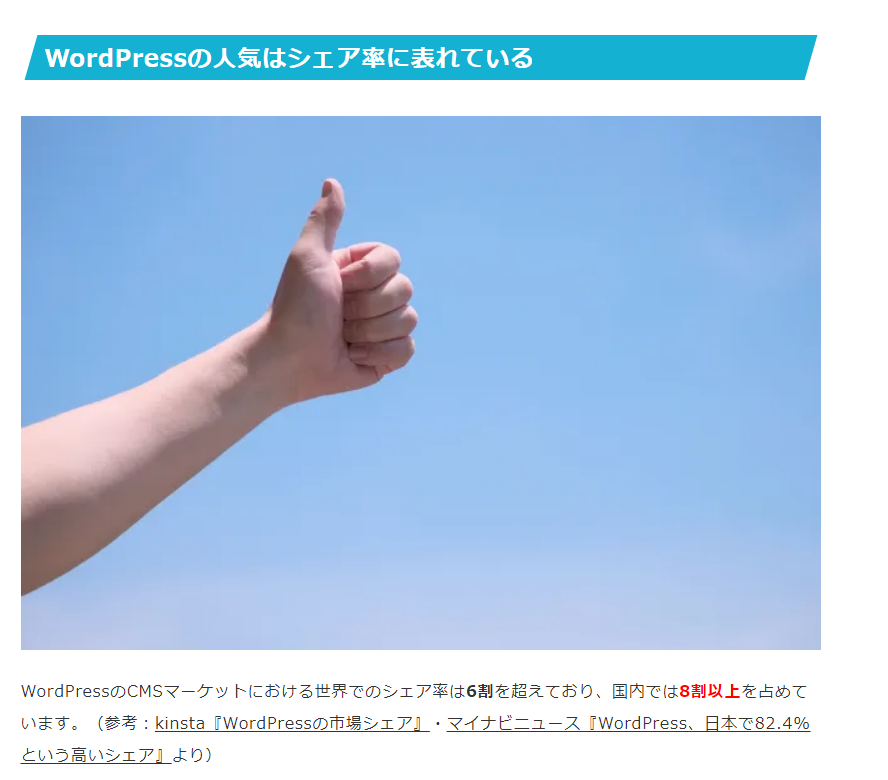 WordPressの人気はシェア率に表れている
WordPressのCMSマーケットにおける世界でのシェア率は6割を超えており、国内では8割以上を占めて
います。（参考：kinsta『WordPressの市場シェア』・マイナビニュース『WordPress、日本で82.4%
という高いシェア』より）